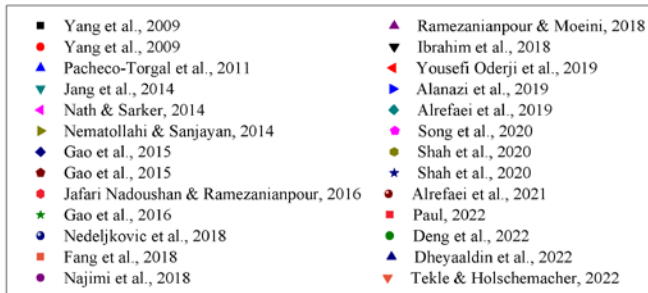 Yang et al., 2009
Yang et al., 2009
Pacheco-Torgal et al., 2011
Jang et al., 2014
Nath & Sarker, 2014
Nematollahi & Sanjayan, 2014
Gao et al., 2015
Gao et al., 2015
Jafari Nadoushan & Ramezanianpour, 2016
Gao et al., 2016
Nedeljkovic et al., 2018
Fang et al., 2018
Najimi et al., 2018
Ramezanianpour & Moeini, 2018
Ibrahim et al., 2018
Yousefi Oderji et al., 2019
Alanazi et al., 2019
Alrefaei et al., 2019
Song et al., 2020
Shah et al., 2020
Shah et al., 2020
Alrefaei et al., 2021
Paul, 2022
Deng et al., 2022
Dheyaaldin et al., 2022
Tekle & Holschemacher, 2022